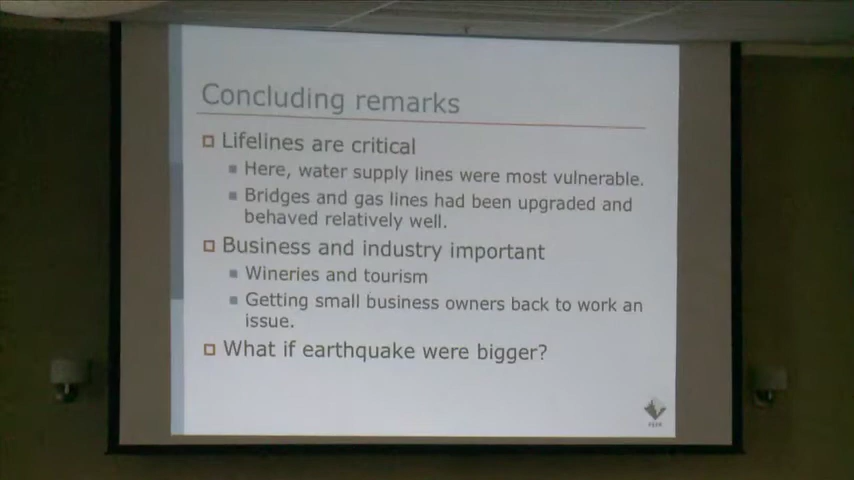 Concluding remarks
Lifelines are critical
Here, water supply lines were most vulnerable.
Bridges and gas lines had been upgraded and
behaved relatively well.
Business and industry important
Wineries and tourism
Getting small business owners back to work an
issue.
What if earthquake were bigger?